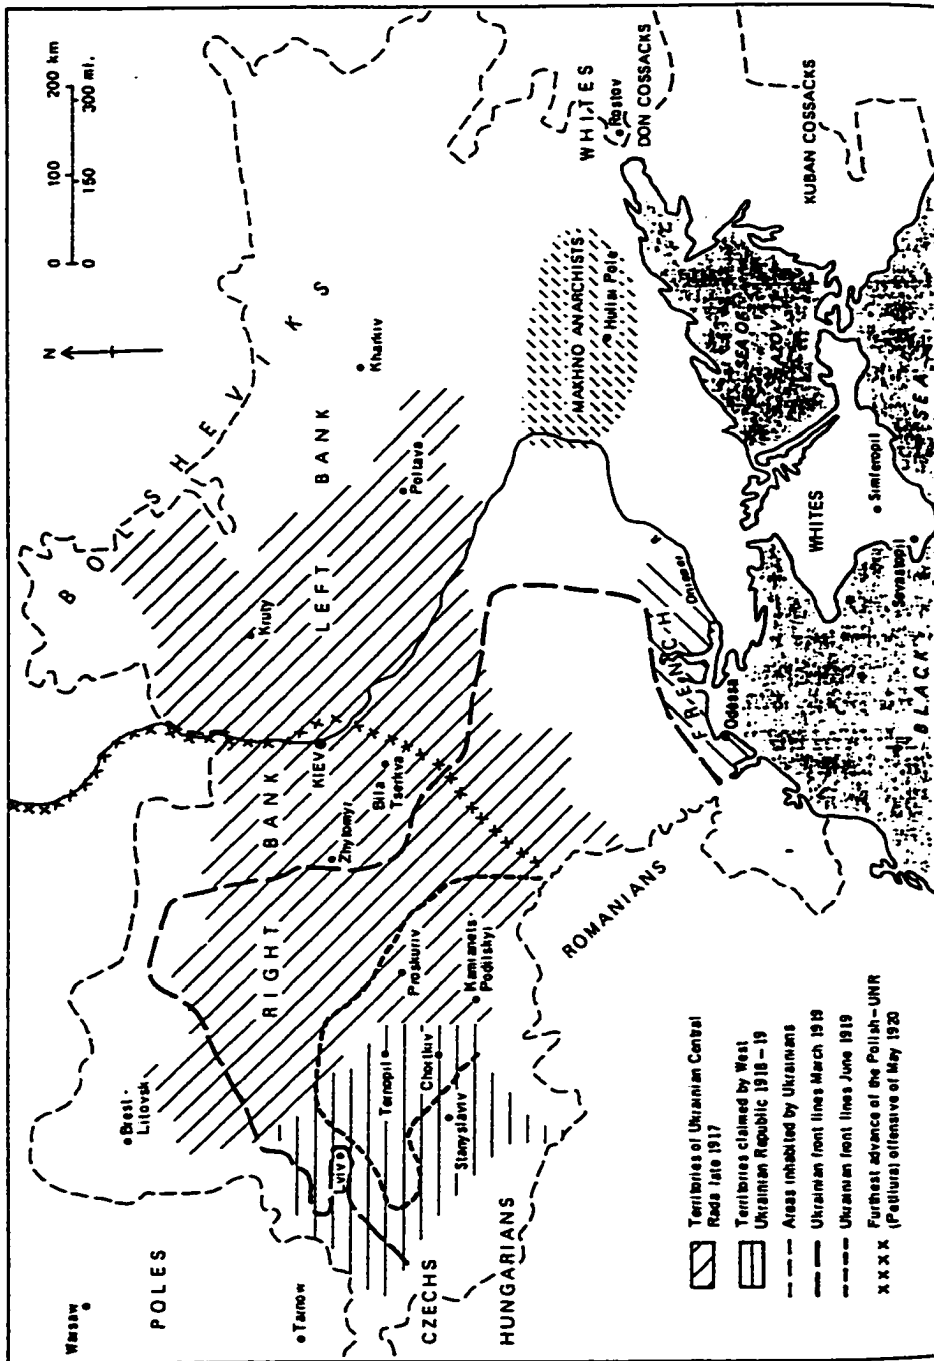 0 100 200 km
0 150 300 mi.
N
BOLSHEVIKS
Warsaw
POLES
Brest-
Litovsk
Tarnow
Lviv
CZECHS
HUNGARIANS
Ternopil
Chortkiv
Stanyslaviv
Proskuriv
Kamianets-
Podilskyi
RIGHT BANK
Zhytomyi
KIEV
Bila
Tserkva
Kruty
LEFT BANK
Poltava
Kharkiv
WHITES
Rostov
DON COSSACKS
KUBAN COSSACKS
MAKHNO ANARCHISTS
Huliai Pole
SEA OF
AZOV
Dnieper R
FRENCH
Odessa
ROMANIANS
WHITES
Simferopil
Sevastopil
BLACK SEA
Territories of Ukrainian Central
Rada late 1917
Territories claimed by West
Ukrainian Republic 1918-19
Areas inhabited by Ukrainians
Ukrainian front lines March 1919
Ukrainian front lines June 1919
xxxx Furthest advance of the Polish-UNR
(Petliura) offensive of May 1920